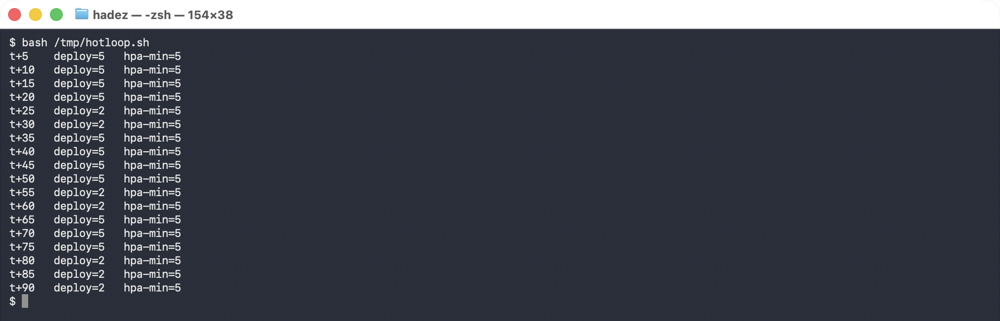 hadez — -zsh — 154×38
$ bash /tmp/hotloop.sh
t+5    deploy=5   hpa-min=5
t+10   deploy=5   hpa-min=5
t+15   deploy=5   hpa-min=5
t+20   deploy=5   hpa-min=5
t+25   deploy=2   hpa-min=5
t+30   deploy=2   hpa-min=5
t+35   deploy=5   hpa-min=5
t+40   deploy=5   hpa-min=5
t+45   deploy=5   hpa-min=5
t+50   deploy=5   hpa-min=5
t+55   deploy=2   hpa-min=5
t+60   deploy=2   hpa-min=5
t+65   deploy=5   hpa-min=5
t+70   deploy=5   hpa-min=5
t+75   deploy=5   hpa-min=5
t+80   deploy=2   hpa-min=5
t+85   deploy=2   hpa-min=5
t+90   deploy=2   hpa-min=5
$